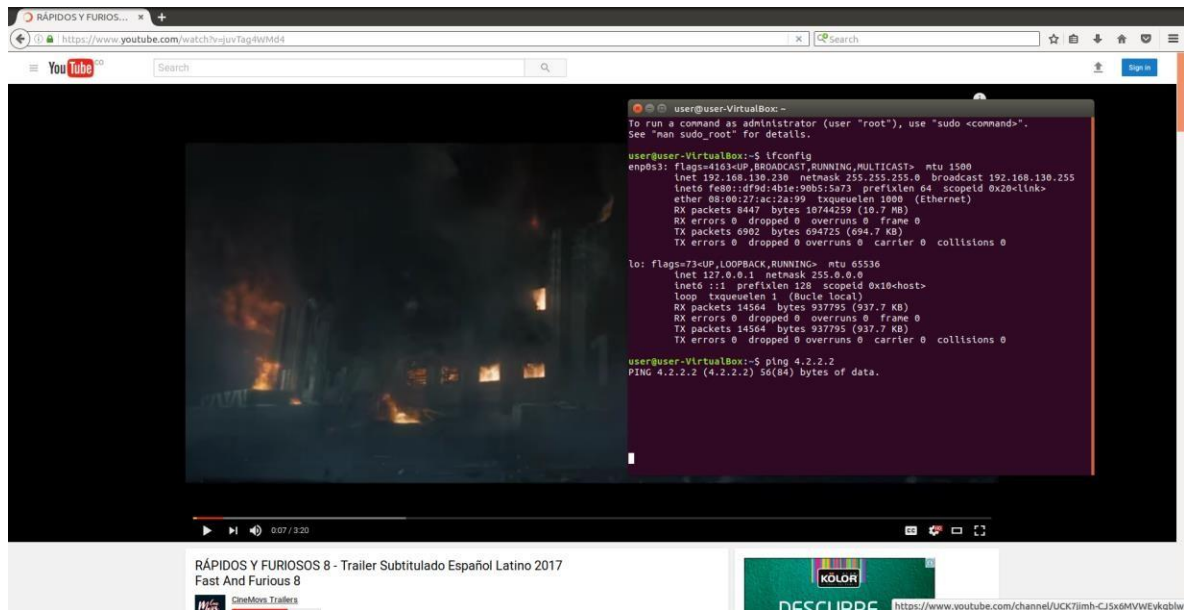 RÁPIDOS Y FURIOS...
https://www.youtube.com/watch?v=juvTag4WMd4
Search
YouTube CO
Search
Sign in
user@user-VirtualBox: ~
To run a command as administrator (user "root"), use "sudo <command>".
See "man sudo_root" for details.
user@user-VirtualBox:~$ ifconfig
enp0s3: flags=4163<UP,BROADCAST,RUNNING,MULTICAST> mtu 1500
inet 192.168.130.230 netmask 255.255.255.0 broadcast 192.168.130.255
inet6 fe80::df9d:4b1e:90b5:5a73 prefixlen 64 scopeid 0x20<link>
ether 08:00:27:ac:2a:99 txqueuelen 1000 (Ethernet)
RX packets 8447 bytes 10744259 (10.7 MB)
RX errors 0 dropped 0 overruns 0 frame 0
TX packets 6902 bytes 694725 (694.7 KB)
TX errors 0 dropped 0 overruns 0 carrier 0 collisions 0
lo: flags=73<UP,LOOPBACK,RUNNING> mtu 65536
inet 127.0.0.1 netmask 255.0.0.0
inet6 ::1 prefixlen 128 scopeid 0x10<host>
loop txqueuelen 1 (Bucle local)
RX packets 14564 bytes 937795 (937.7 KB)
RX errors 0 dropped 0 overruns 0 frame 0
TX packets 14564 bytes 937795 (937.7 KB)
TX errors 0 dropped 0 overruns 0 carrier 0 collisions 0
user@user-VirtualBox:~$ ping 4.2.2.2
PING 4.2.2.2 (4.2.2.2) 56(84) bytes of data.
0:07 / 3:20
RÁPIDOS Y FURIOSOS 8 - Trailer Subtitulado Español Latino 2017
Fast And Furious 8
CineMovs Trailers
KOLOR
DESCUBRE